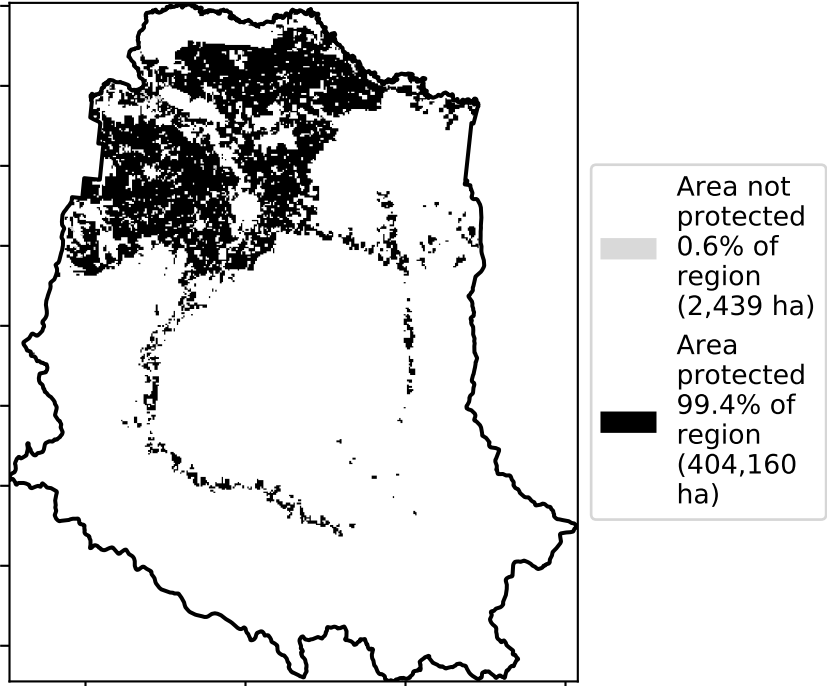 Area not
protected
0.6% of
region
(2,439 ha)
Area
protected
99.4% of
region
(404,160
ha)